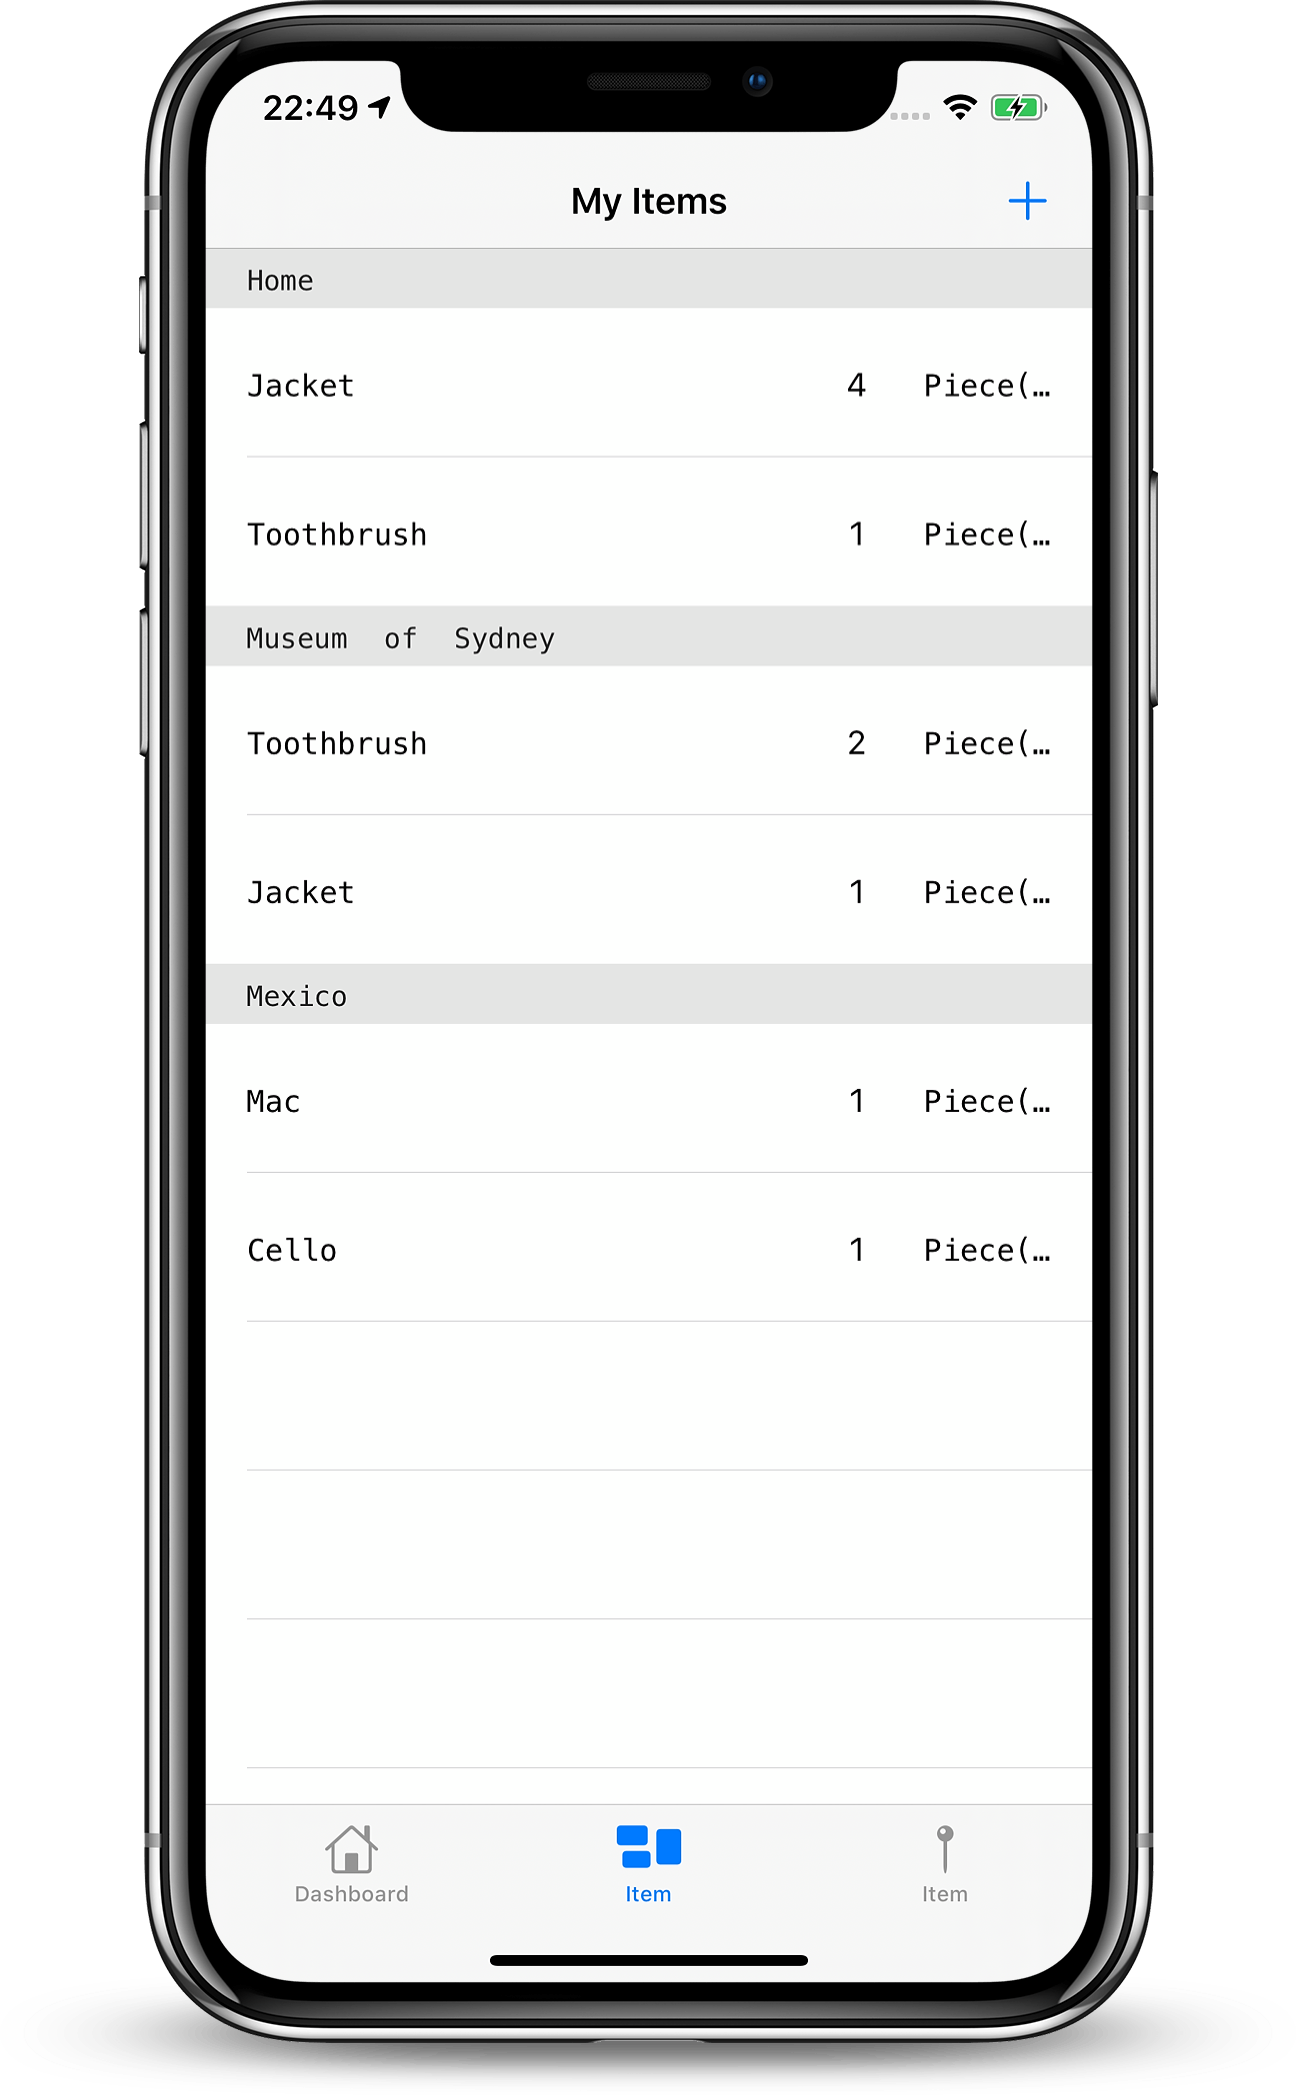 22:49
My Items
Home
Jacket 4 Piece(…
Toothbrush 1 Piece(…
Museum of Sydney
Toothbrush 2 Piece(…
Jacket 1 Piece(…
Mexico
Mac 1 Piece(…
Cello 1 Piece(…
Dashboard Item Item